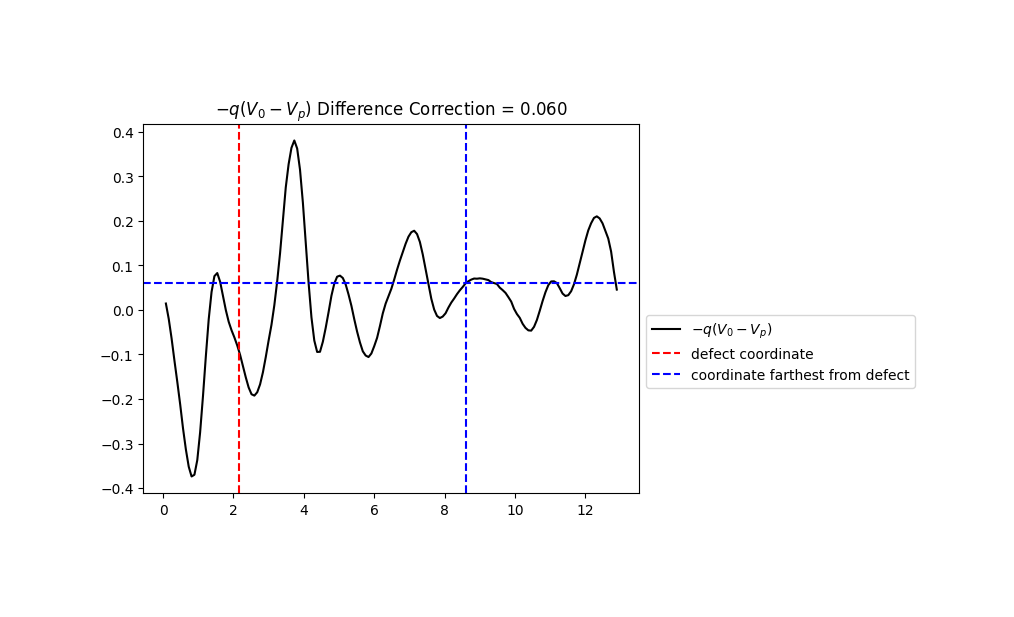 −q(V₀ − Vₚ) Difference Correction = 0.060
0.4
0.3
0.2
0.1
0.0
−0.1
−0.2
−0.3
−0.4
0 2 4 6 8 10 12
−q(V₀ − Vₚ)
defect coordinate
coordinate farthest from defect